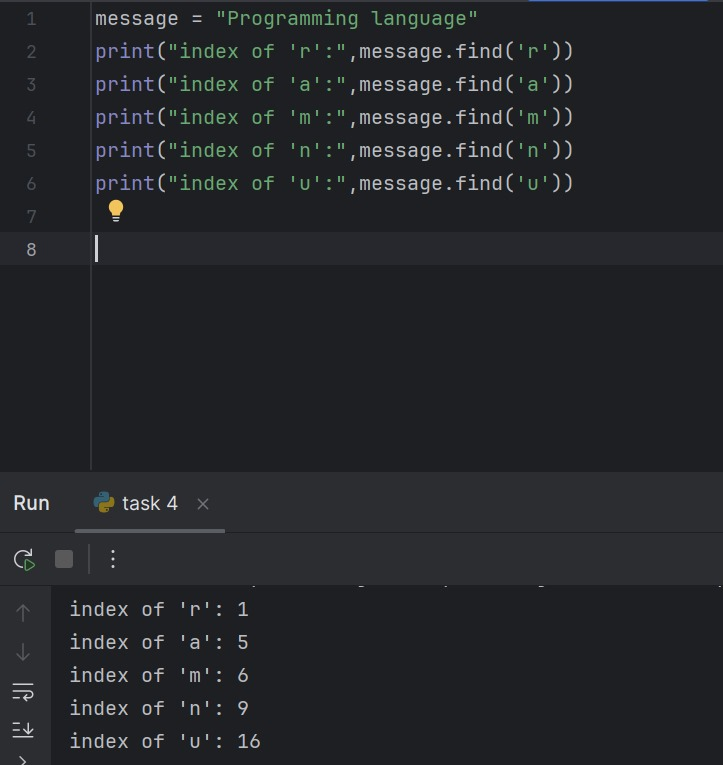 1 message = "Programming language"
2 print("index of 'r':",message.find('r'))
3 print("index of 'a':",message.find('a'))
4 print("index of 'm':",message.find('m'))
5 print("index of 'n':",message.find('n'))
6 print("index of 'u':",message.find('u'))
7
8
Run task 4
index of 'r': 1
index of 'a': 5
index of 'm': 6
index of 'n': 9
index of 'u': 16